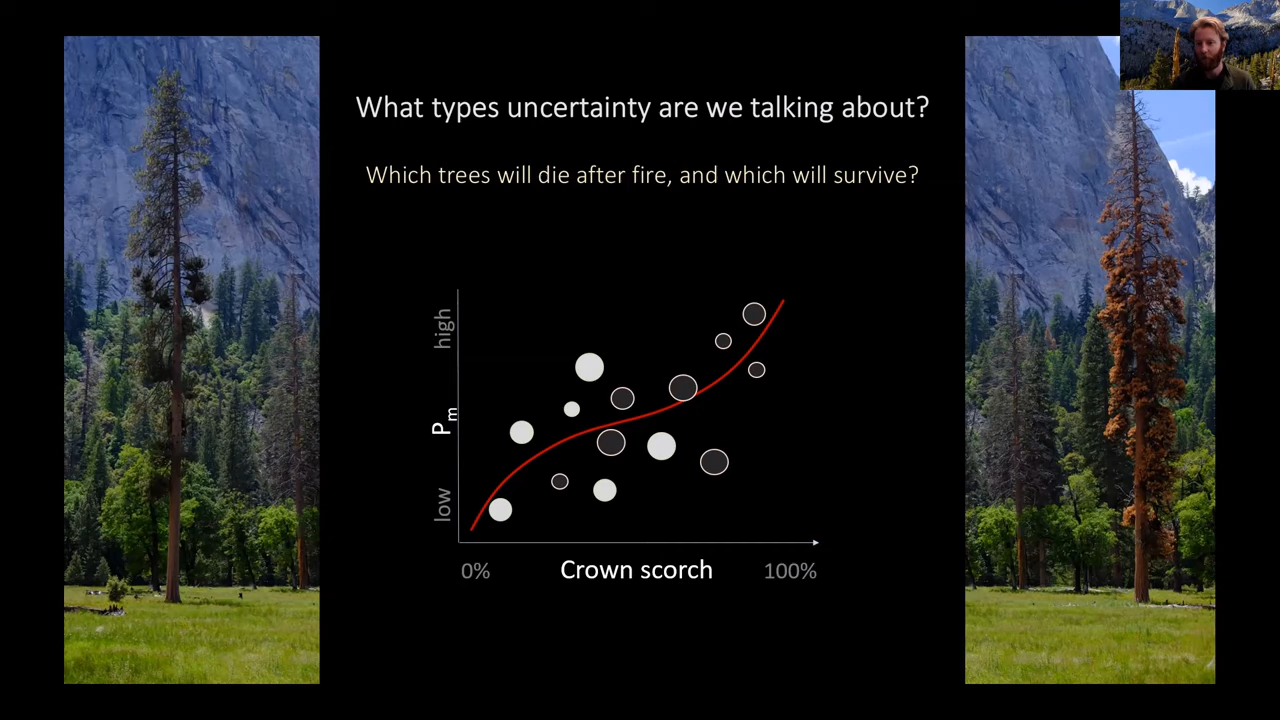 What types uncertainty are we talking about?
Which trees will die after fire, and which will survive?
high
Pm
low
0%
Crown scorch
100%